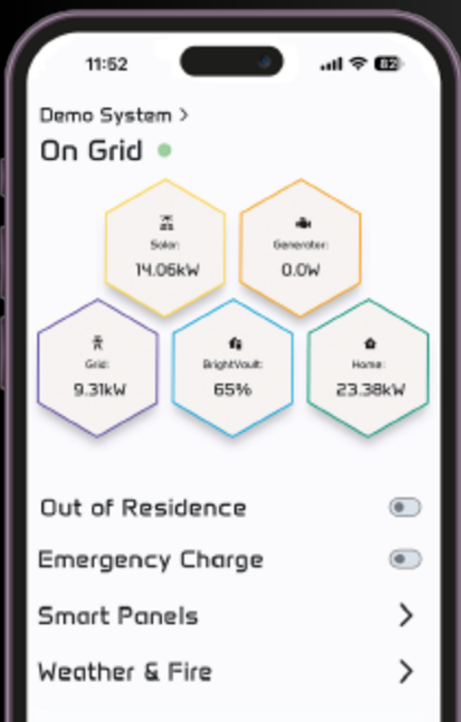 11:52
82
Demo System >
On Grid
Solar:
14.06kW
Generator:
0.0W
Grid:
9.31kW
BrightVault:
65%
Home:
23.38kW
Out of Residence
Emergency Charge
Smart Panels
Weather & Fire